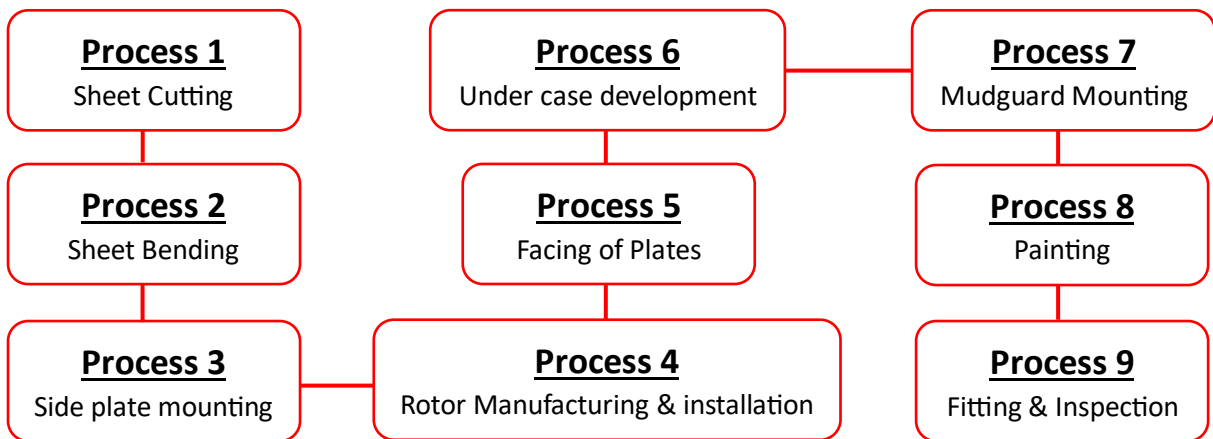 Process 1
Sheet Cutting
Process 2
Sheet Bending
Process 3
Side plate mounting
Process 4
Rotor Manufacturing & installation
Process 5
Facing of Plates
Process 6
Under case development
Process 7
Mudguard Mounting
Process 8
Painting
Process 9
Fitting & Inspection